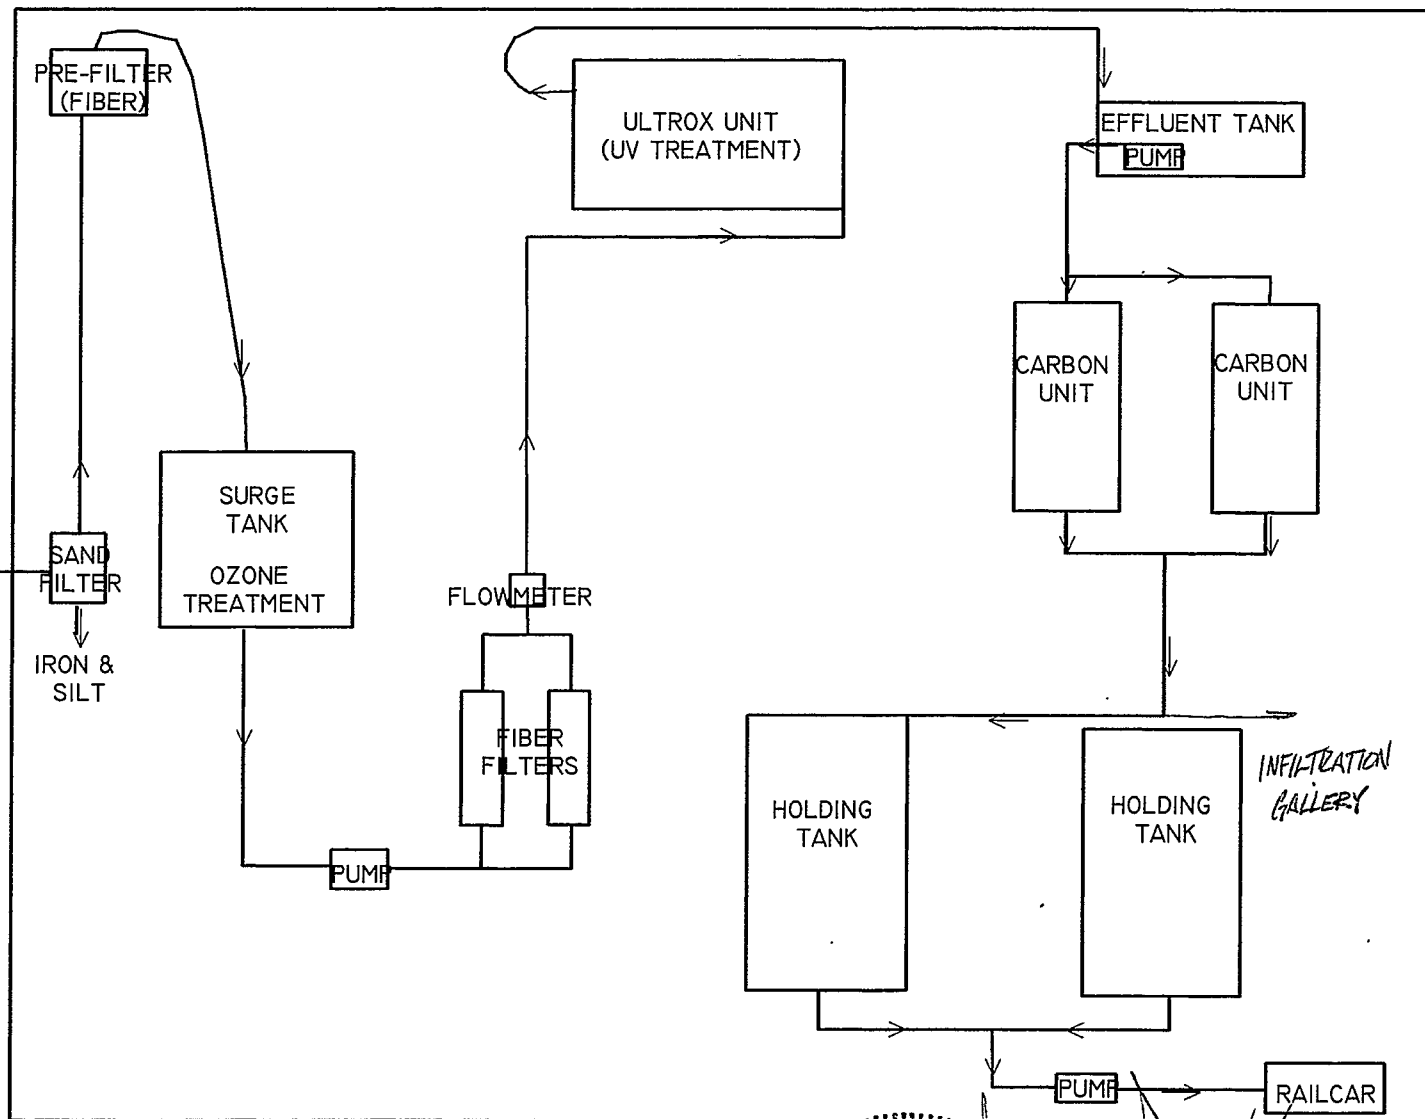 PRE-FILTER
(FIBER)
ULTROX UNIT
(UV TREATMENT)
EFFLUENT TANK
PUMP
CARBON
UNIT
CARBON
UNIT
SURGE
TANK
OZONE
TREATMENT
SAND
FILTER
IRON &
SILT
FLOWMETER
FIBER
FILTERS
PUMP
HOLDING
TANK
HOLDING
TANK
INFILTRATION
GALLERY
PUMP
RAILCAR